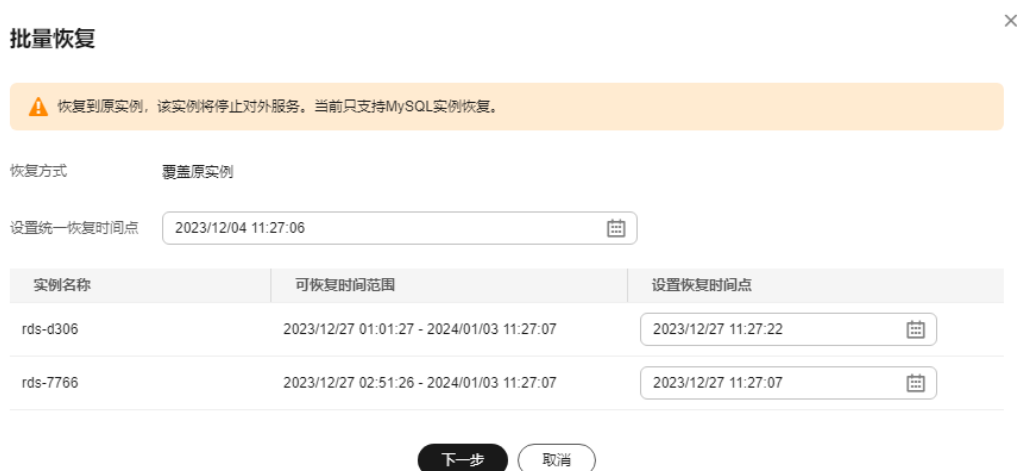 批量恢复
恢复到原实例，该实例将停止对外服务。当前只支持MySQL实例恢复。
恢复方式 覆盖原实例
设置统一恢复时间点 2023/12/04 11:27:06
实例名称 可恢复时间范围 设置恢复时间点
rds-d306 2023/12/27 01:01:27 - 2024/01/03 11:27:07 2023/12/27 11:27:22
rds-7766 2023/12/27 02:51:26 - 2024/01/03 11:27:07 2023/12/27 11:27:07
下一步 取消